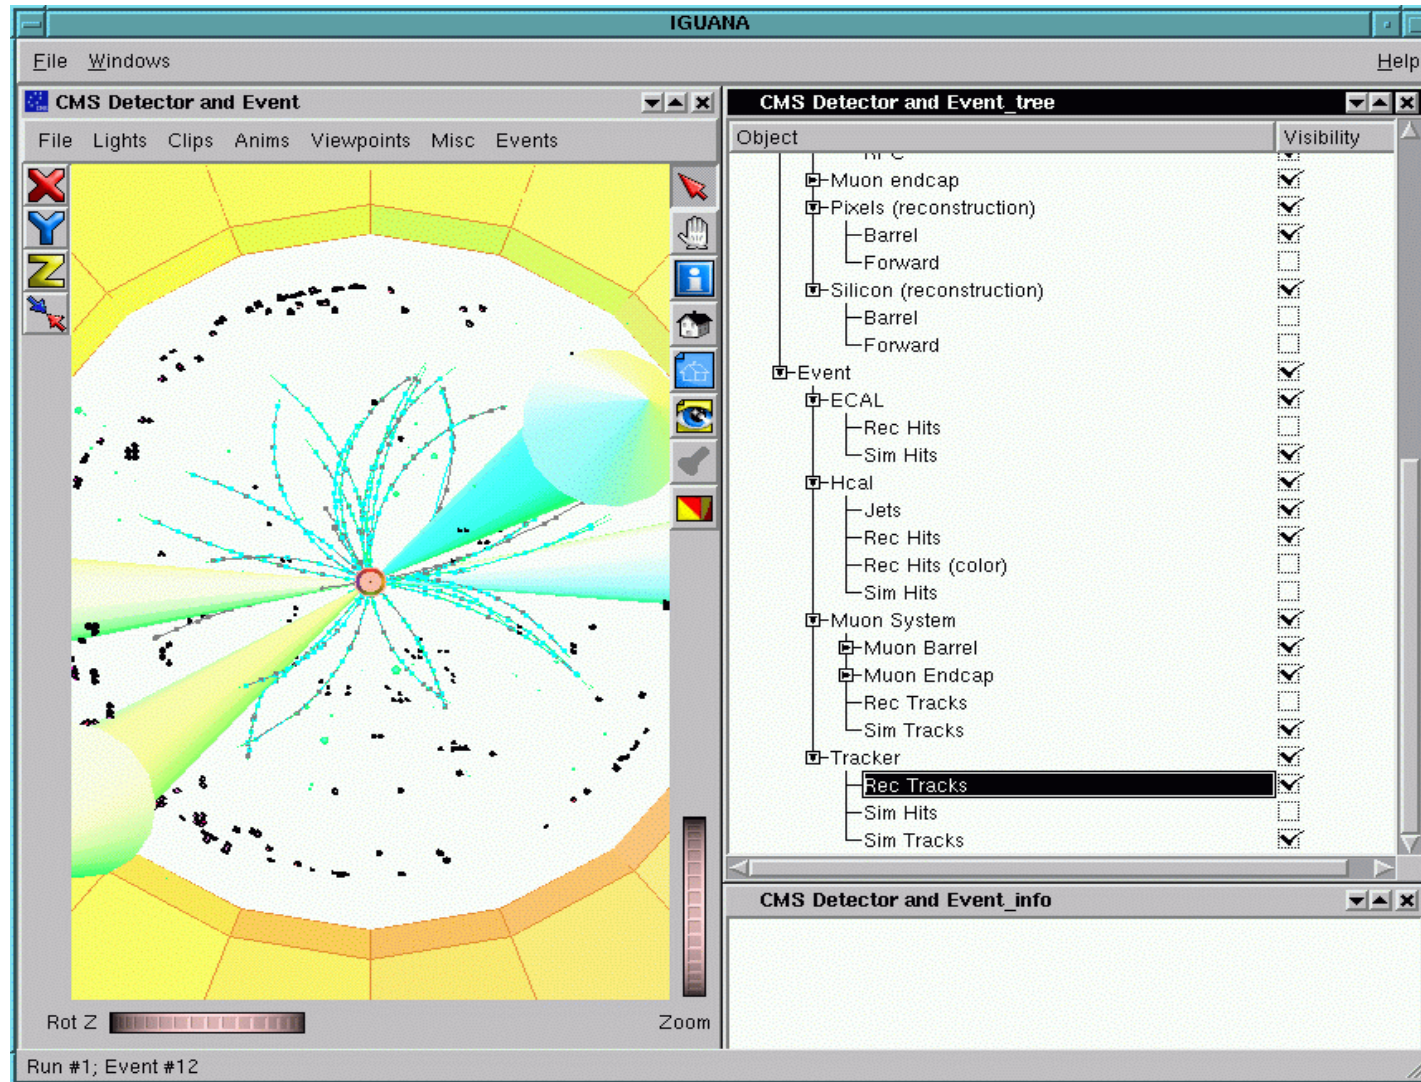 IGUANA
File Windows Help
CMS Detector and Event
File Lights Clips Anims Viewpoints Misc Events
X
Y
Z
i
Rot Z
Zoom
CMS Detector and Event_tree
Object Visibility
RPC
Muon endcap
Pixels (reconstruction)
Barrel
Forward
Silicon (reconstruction)
Barrel
Forward
Event
ECAL
Rec Hits
Sim Hits
Hcal
Jets
Rec Hits
Rec Hits (color)
Sim Hits
Muon System
Muon Barrel
Muon Endcap
Rec Tracks
Sim Tracks
Tracker
Rec Tracks
Sim Hits
Sim Tracks
CMS Detector and Event_info
Run #1; Event #12